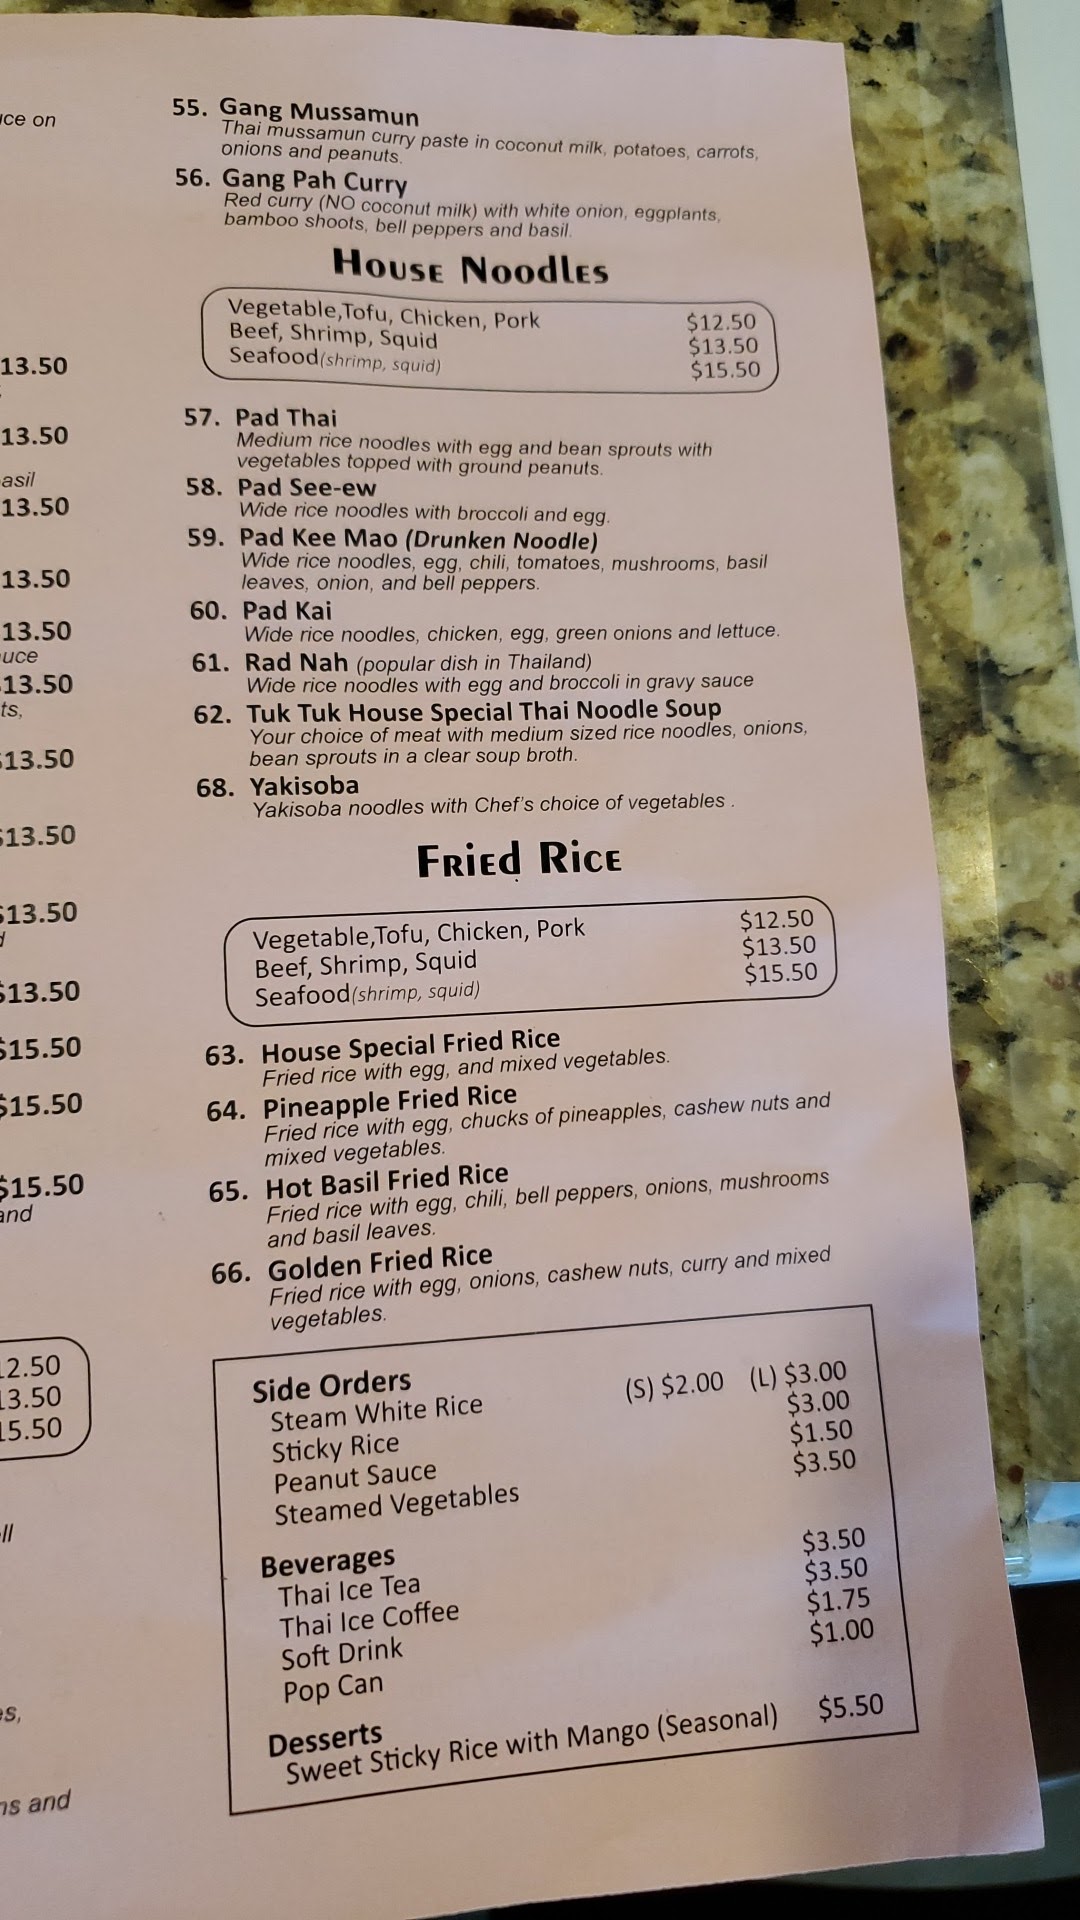 uce on
13.50
13.50
asil
13.50
13.50
13.50
uce
13.50
ts,
$13.50
$13.50
$13.50
d
$13.50
$15.50
$15.50
$15.50
and
12.50
13.50
15.50
ell
es,
ns and
55. Gang Mussamun
Thai mussamun curry paste in coconut milk, potatoes, carrots,
onions and peanuts.
56. Gang Pah Curry
Red curry (NO coconut milk) with white onion, eggplants,
bamboo shoots, bell peppers and basil.
House Noodles
Vegetable,Tofu, Chicken, Pork $12.50
Beef, Shrimp, Squid $13.50
Seafood(shrimp, squid) $15.50
57. Pad Thai
Medium rice noodles with egg and bean sprouts with
vegetables topped with ground peanuts.
58. Pad See-ew
Wide rice noodles with broccoli and egg.
59. Pad Kee Mao (Drunken Noodle)
Wide rice noodles, egg, chili, tomatoes, mushrooms, basil
leaves, onion, and bell peppers.
60. Pad Kai
Wide rice noodles, chicken, egg, green onions and lettuce.
61. Rad Nah (popular dish in Thailand)
Wide rice noodles with egg and broccoli in gravy sauce
62. Tuk Tuk House Special Thai Noodle Soup
Your choice of meat with medium sized rice noodles, onions,
bean sprouts in a clear soup broth.
68. Yakisoba
Yakisoba noodles with Chef's choice of vegetables .
Fried Rice
Vegetable,Tofu, Chicken, Pork $12.50
Beef, Shrimp, Squid $13.50
Seafood(shrimp, squid) $15.50
63. House Special Fried Rice
Fried rice with egg, and mixed vegetables.
64. Pineapple Fried Rice
Fried rice with egg, chucks of pineapples, cashew nuts and
mixed vegetables.
65. Hot Basil Fried Rice
Fried rice with egg, chili, bell peppers, onions, mushrooms
and basil leaves.
66. Golden Fried Rice
Fried rice with egg, onions, cashew nuts, curry and mixed
vegetables.
Side Orders
Steam White Rice (S) $2.00 (L) $3.00
Sticky Rice $3.00
Peanut Sauce $1.50
Steamed Vegetables $3.50
Beverages
Thai Ice Tea $3.50
Thai Ice Coffee $3.50
Soft Drink $1.75
Pop Can $1.00
Desserts
Sweet Sticky Rice with Mango (Seasonal) $5.50